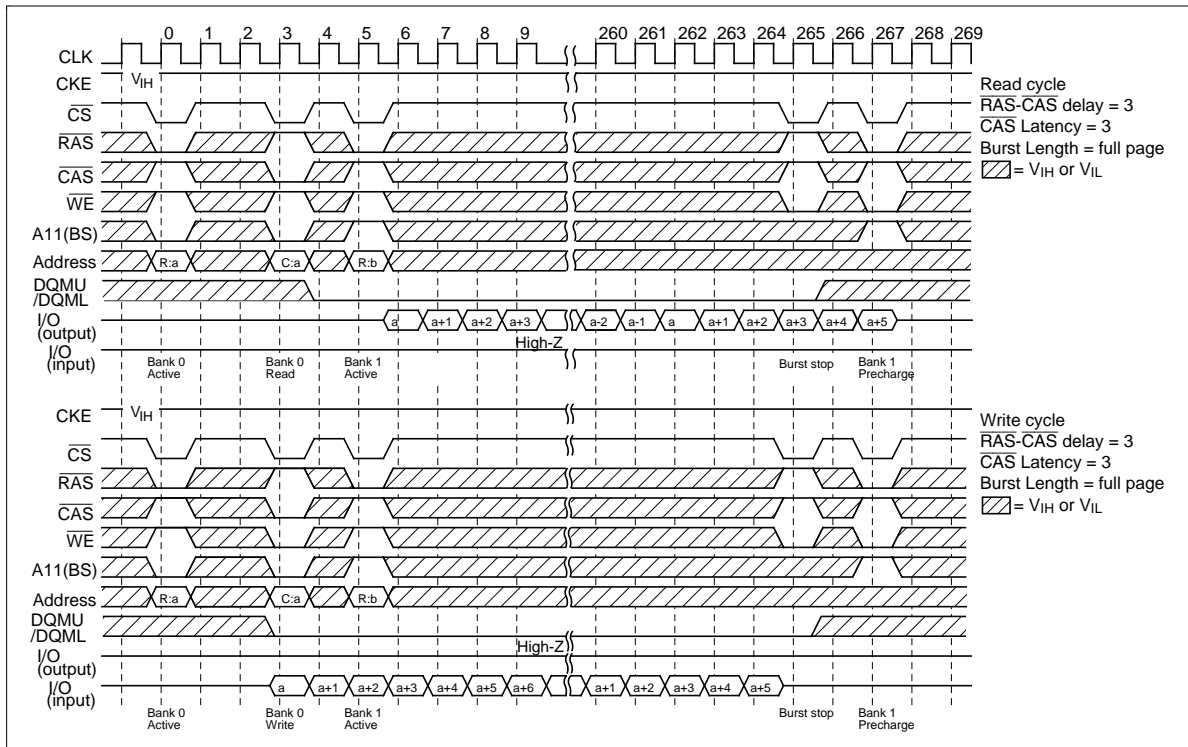 0 1 2 3 4 5 6 7 8 9 260 261 262 263 264 265 266 267 268 269
CLK
CKE VIH
CS
RAS
CAS
WE
A11(BS)
Address R:a C:a R:b
DQMU
/DQML
I/O
(output) a a+1 a+2 a+3 a-2 a-1 a a+1 a+2 a+3 a+4 a+5
High-Z
I/O
(input)
Bank 0
Active
Bank 0
Read
Bank 1
Active
Burst stop
Bank 1
Precharge
Read cycle
RAS-CAS delay = 3
CAS Latency = 3
Burst Length = full page
= VIH or VIL
CKE VIH
CS
RAS
CAS
WE
A11(BS)
Address R:a C:a R:b
DQMU
/DQML
High-Z
I/O
(output)
I/O
(input) a a+1 a+2 a+3 a+4 a+5 a+6 a+1 a+2 a+3 a+4 a+5
Bank 0
Active
Bank 0
Write
Bank 1
Active
Burst stop
Bank 1
Precharge
Write cycle
RAS-CAS delay = 3
CAS Latency = 3
Burst Length = full page
= VIH or VIL